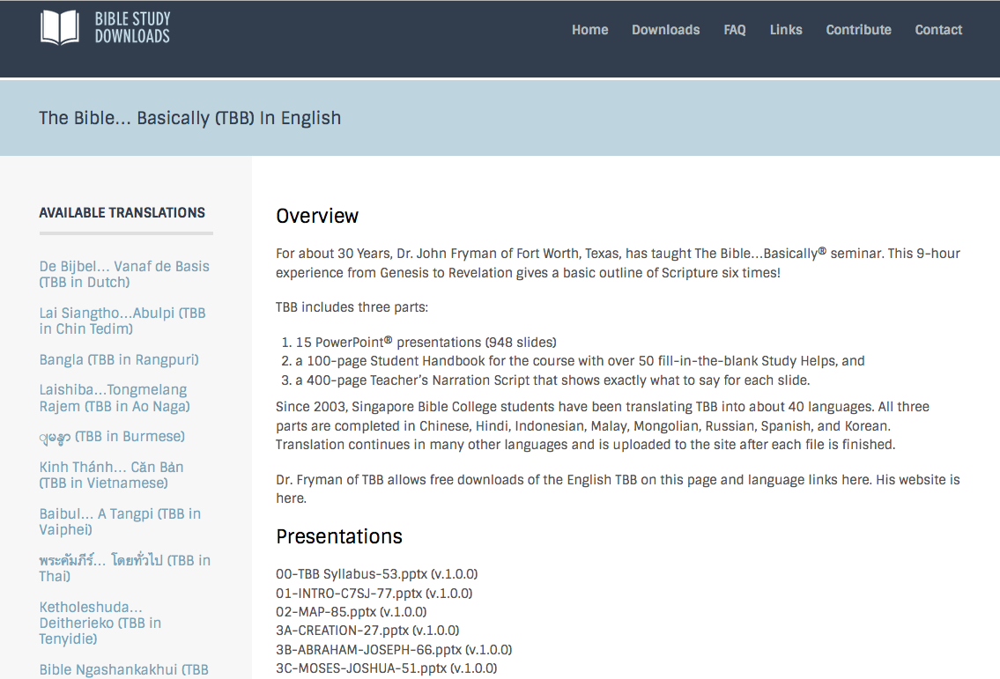 BIBLE STUDY
DOWNLOADS
Home Downloads FAQ Links Contribute Contact
The Bible... Basically (TBB) In English
AVAILABLE TRANSLATIONS
De Bijbel... Vanaf de Basis
(TBB in Dutch)
Lai Siangtho...Abulpi (TBB
in Chin Tedim)
Bangla (TBB in Rangpuri)
Laishiba...Tongmelang
Rajem (TBB in Ao Naga)
(TBB in Burmese)
Kinh Thánh... Căn Bản
(TBB in Vietnamese)
Baibul... A Tangpi (TBB in
Vaiphei)
พระคัมภีร์... โดยทั่วไป (TBB in
Thai)
Ketholeshuda...
Deitherieko (TBB in
Tenyidie)
Bible Ngashankakhui (TBB
Overview
For about 30 Years, Dr. John Fryman of Fort Worth, Texas, has taught The Bible...Basically® seminar. This 9-hour
experience from Genesis to Revelation gives a basic outline of Scripture six times!
TBB includes three parts:
1. 15 PowerPoint® presentations (948 slides)
2. a 100-page Student Handbook for the course with over 50 fill-in-the-blank Study Helps, and
3. a 400-page Teacher's Narration Script that shows exactly what to say for each slide.
Since 2003, Singapore Bible College students have been translating TBB into about 40 languages. All three
parts are completed in Chinese, Hindi, Indonesian, Malay, Mongolian, Russian, Spanish, and Korean.
Translation continues in many other languages and is uploaded to the site after each file is finished.
Dr. Fryman of TBB allows free downloads of the English TBB on this page and language links here. His website is
here.
Presentations
00-TBB Syllabus-53.pptx (v.1.0.0)
01-INTRO-C7SJ-77.pptx (v.1.0.0)
02-MAP-85.pptx (v.1.0.0)
3A-CREATION-27.pptx (v.1.0.0)
3B-ABRAHAM-JOSEPH-66.pptx (v.1.0.0)
3C-MOSES-JOSHUA-51.pptx (v.1.0.0)